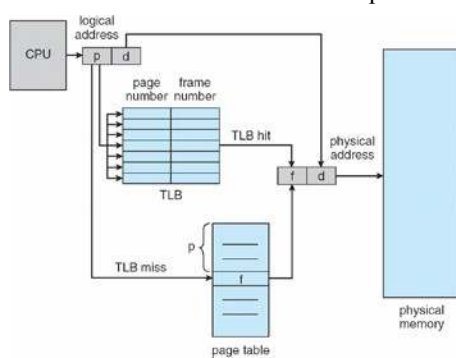 logical
address
CPU
p d
page
number
frame
number
TLB hit
physical
address
f d
TLB
p
TLB miss
f
physical
memory
page table